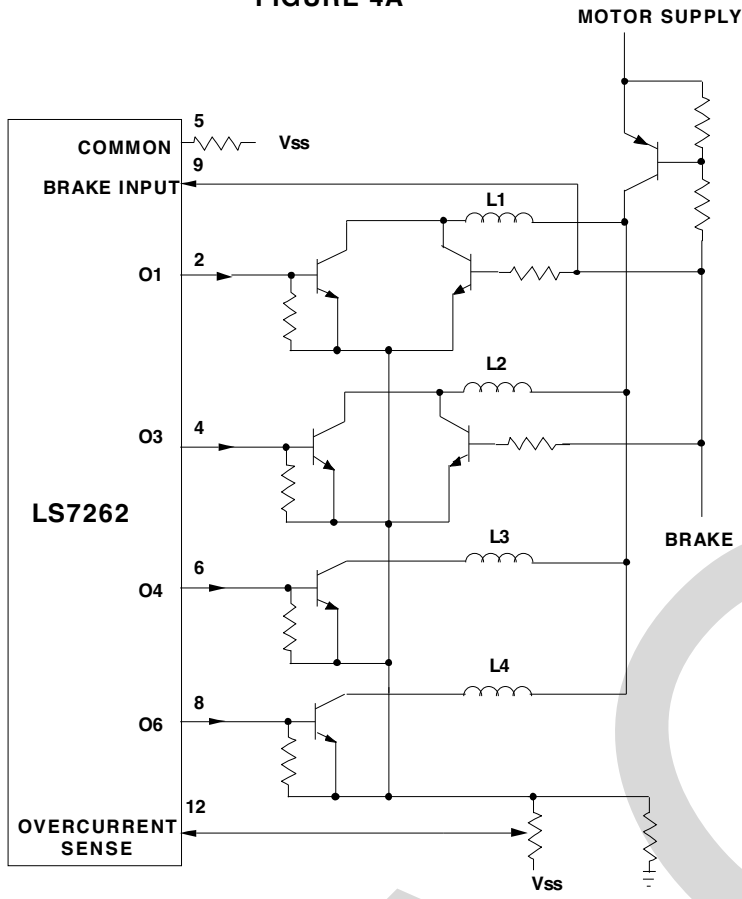 FIGURE 4A
MOTOR SUPPLY
5
COMMON
Vss
9
BRAKE INPUT
L1
2
O1
L2
4
O3
LS7262
L3
BRAKE
6
O4
L4
8
O6
12
OVERCURRENT
SENSE
Vss